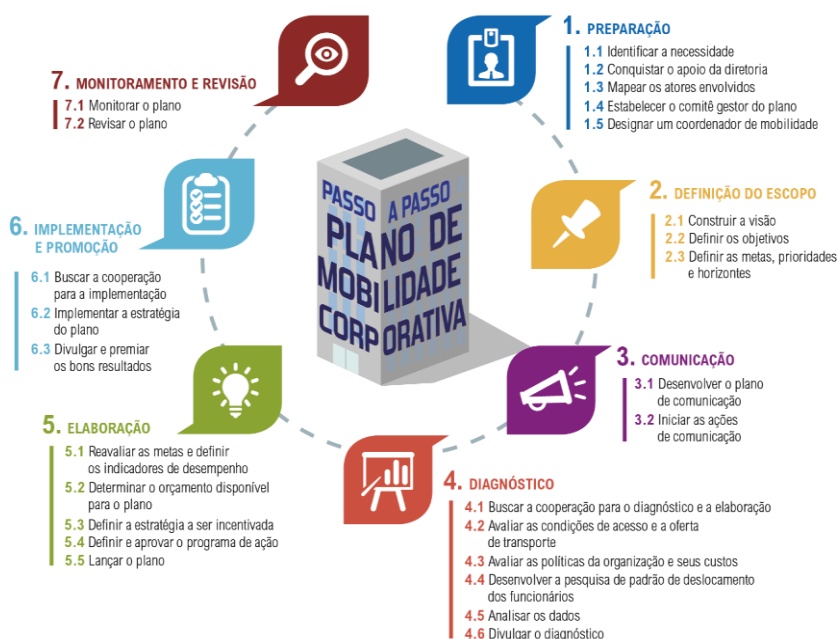 PASSO A PASSO
PLANO DE
MOBILIDADE
CORPORATIVA
1. PREPARAÇÃO
1.1 Identificar a necessidade
1.2 Conquistar o apoio da diretoria
1.3 Mapear os atores envolvidos
1.4 Estabelecer o comitê gestor do plano
1.5 Designar um coordenador de mobilidade
2. DEFINIÇÃO DO ESCOPO
2.1 Construir a visão
2.2 Definir os objetivos
2.3 Definir as metas, prioridades
e horizontes
3. COMUNICAÇÃO
3.1 Desenvolver o plano
de comunicação
3.2 Iniciar as ações
de comunicação
4. DIAGNÓSTICO
4.1 Buscar a cooperação para o diagnóstico e a elaboração
4.2 Avaliar as condições de acesso e a oferta
de transporte
4.3 Avaliar as políticas da organização e seus custos
4.4 Desenvolver a pesquisa de padrão de deslocamento
dos funcionários
4.5 Analisar os dados
4.6 Divulgar o diagnóstico
5. ELABORAÇÃO
5.1 Reavaliar as metas e definir
os indicadores de desempenho
5.2 Determinar o orçamento disponível
para o plano
5.3 Definir a estratégia a ser incentivada
5.4 Definir e aprovar o programa de ação
5.5 Lançar o plano
6. IMPLEMENTAÇÃO
E PROMOÇÃO
6.1 Buscar a cooperação
para a implementação
6.2 Implementar a estratégia
do plano
6.3 Divulgar e premiar
os bons resultados
7. MONITORAMENTO E REVISÃO
7.1 Monitorar o plano
7.2 Revisar o plano